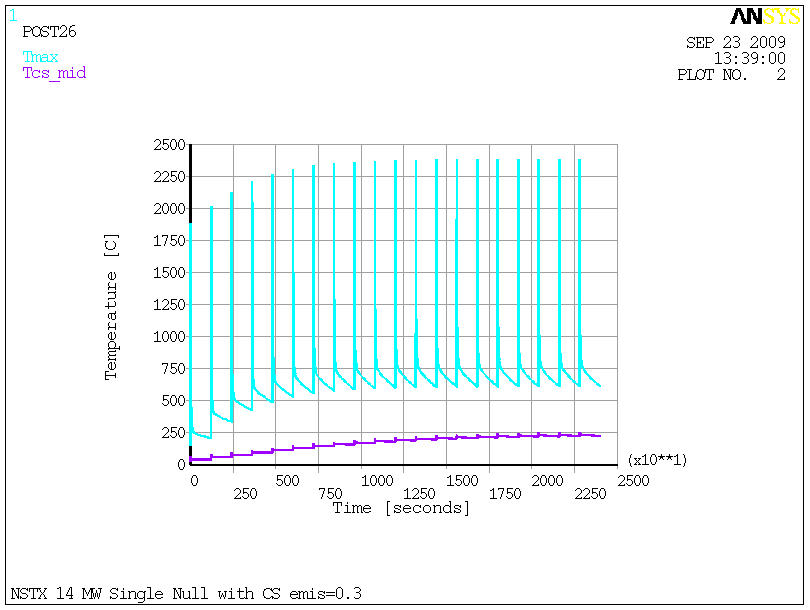 1
ANSYS
POST26
SEP 23 2009
13:39:00
PLOT NO. 2
Tmax
Tcs_mid
2500
2250
2000
1750
1500
1250
1000
750
500
250
0
Temperature [C]
(x10**1)
0 500 1000 1500 2000 2500
250 750 1250 1750 2250
Time [seconds]
NSTX 14 MW Single Null with CS emis=0.3